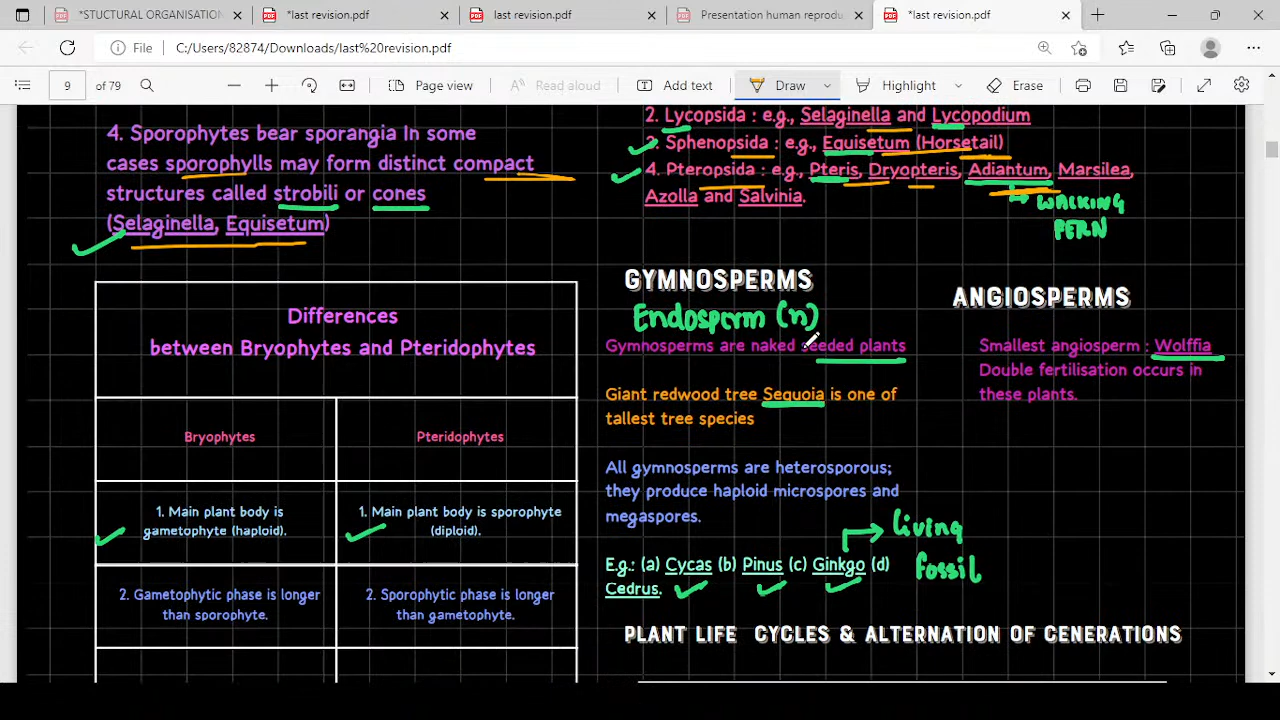 *STUCTURAL ORGANISATION
*last revision.pdf
last revision.pdf
Presentation human reprodu
*last revision.pdf
File
C:/Users/82874/Downloads/last%20revision.pdf
9
of 79
Page view
Read aloud
Add text
Draw
Highlight
Erase
4. Sporophytes bear sporangia In some
cases sporophylls may form distinct compact
structures called strobili or cones
(Selaginella, Equisetum)
2. Lycopsida : e.g., Selaginella and Lycopodium
3. Sphenopsida : e.g., Equisetum (Horsetail)
4. Pteropsida : e.g., Pteris, Dryopteris, Adiantum, Marsilea,
Azolla and Salvinia.
WALKING
FERN
Differences
between Bryophytes and Pteridophytes
Bryophytes
Pteridophytes
1. Main plant body is
gametophyte (haploid).
1. Main plant body is sporophyte
(diploid).
2. Gametophytic phase is longer
than sporophyte.
2. Sporophytic phase is longer
than gametophyte.
GYMNOSPERMS
Endosperm (n)
Gymnosperms are naked seeded plants
Giant redwood tree Sequoia is one of
tallest tree species
All gymnosperms are heterosporous;
they produce haploid microspores and
megaspores.
living
fossil
E.g.: (a) Cycas (b) Pinus (c) Ginkgo (d)
Cedrus.
ANGIOSPERMS
Smallest angiosperm : Wolffia
Double fertilisation occurs in
these plants.
PLANT LIFE CYCLES & ALTERNATION OF GENERATIONS